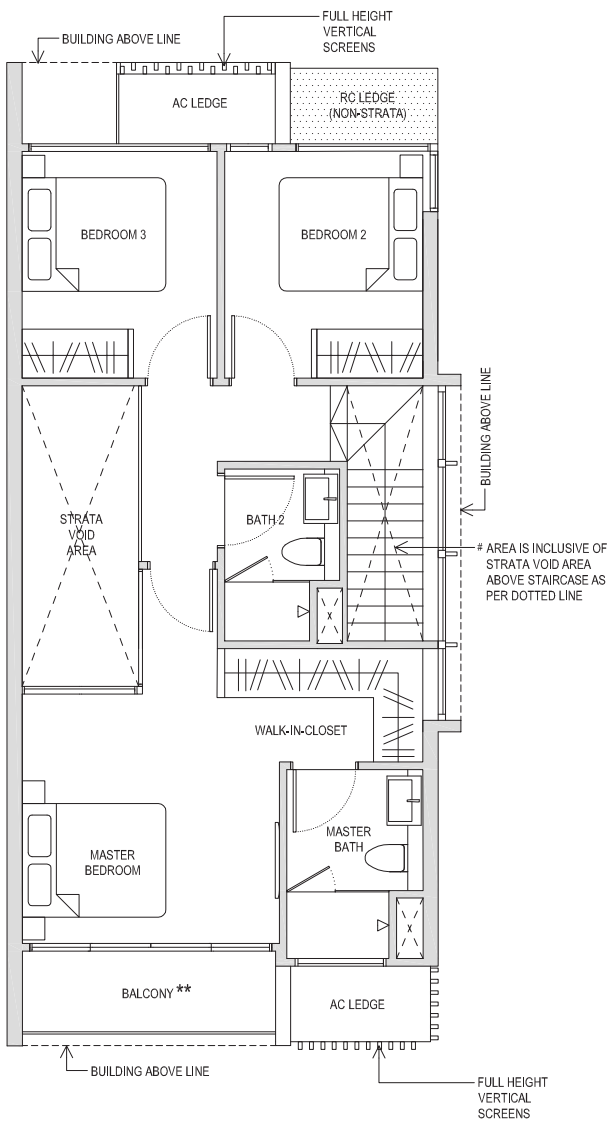 FULL HEIGHT
VERTICAL
SCREENS
BUILDING ABOVE LINE
AC LEDGE
RC LEDGE
(NON-STRATA)
BEDROOM 3
BEDROOM 2
BUILDING ABOVE LINE
STRATA
VOID
AREA
BATH 2
# AREA IS INCLUSIVE OF
STRATA VOID AREA
ABOVE STAIRCASE AS
PER DOTTED LINE
WALK-IN-CLOSET
MASTER
BATH
MASTER
BEDROOM
BALCONY **
AC LEDGE
BUILDING ABOVE LINE
FULL HEIGHT
VERTICAL
SCREENS